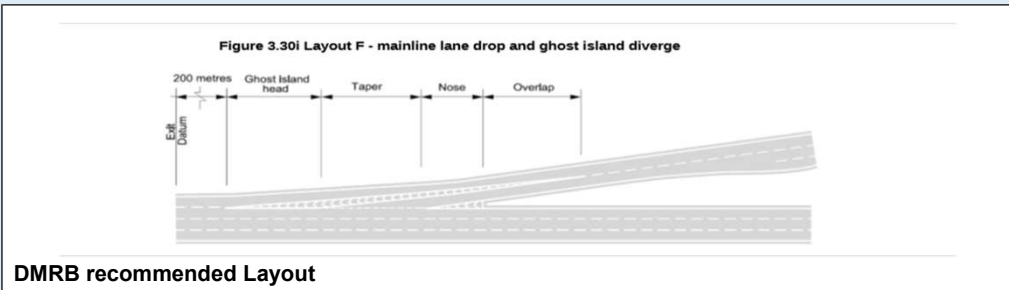 Figure 3.30i Layout F - mainline lane drop and ghost island diverge
200 metres
Ghost Island
head
Taper
Nose
Overlap
Exit
Datum
DMRB recommended Layout